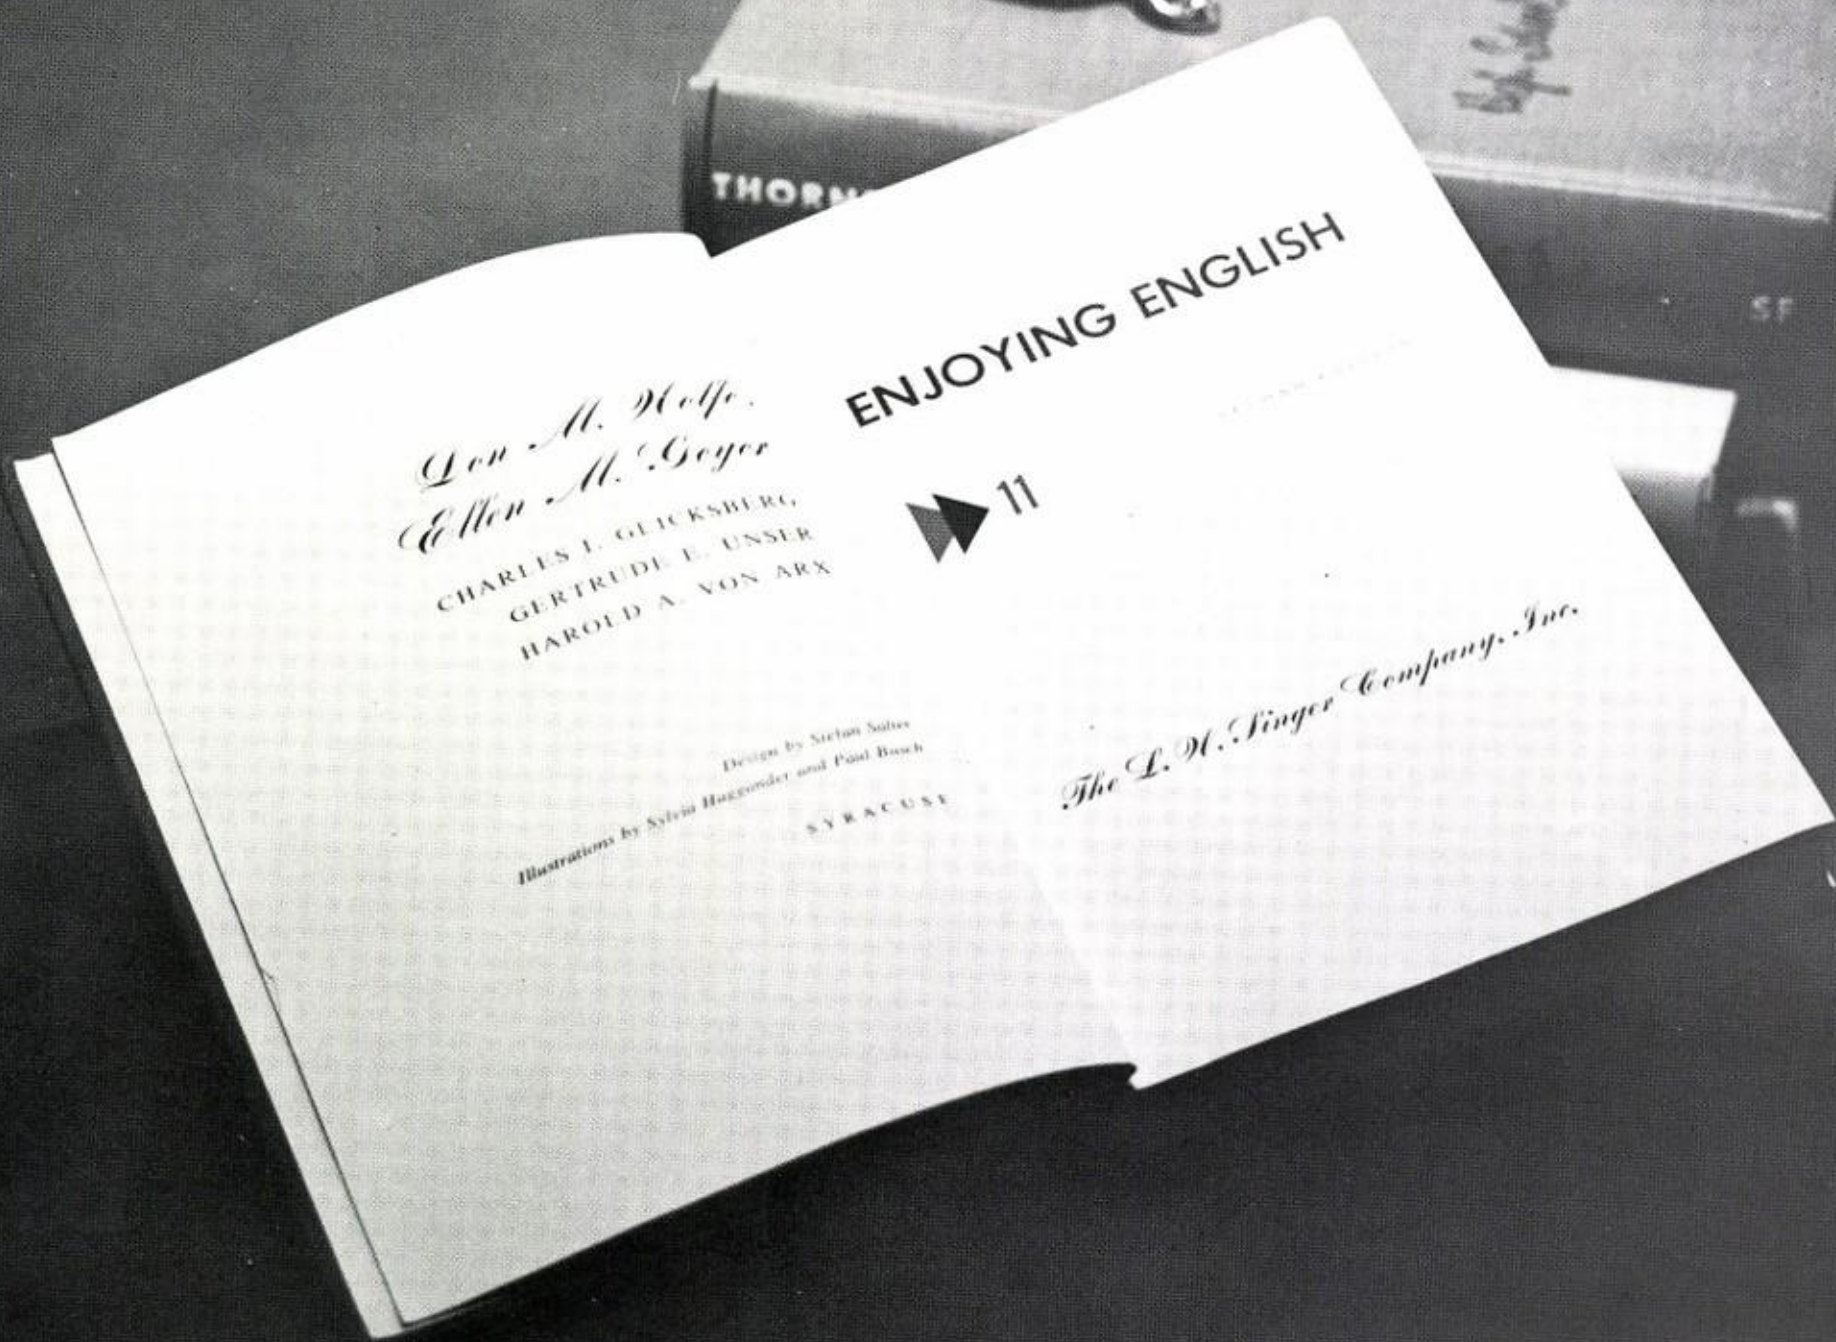 THORN
SF
Don M. Wolfe,
Ellen M. Geyer
CHARLES I. GLICKSBERG,
GERTRUDE E. UNSER
HAROLD A. VON ARX
Design by Stefan Salter
Illustrations by Sylvia Haggander and Paul Busch
SYRACUSE
ENJOYING ENGLISH
11
The L. W. Singer Company, Inc.